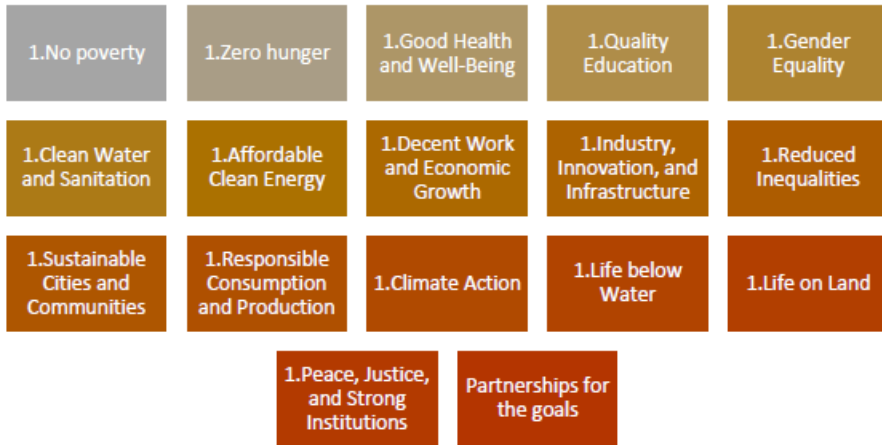 1.No poverty
1.Zero hunger
1.Good Health
and Well-Being
1.Quality
Education
1.Gender
Equality
1.Clean Water
and Sanitation
1.Affordable
Clean Energy
1.Decent Work
and Economic
Growth
1.Industry,
Innovation, and
Infrastructure
1.Reduced
Inequalities
1.Sustainable
Cities and
Communities
1.Responsible
Consumption
and Production
1.Climate Action
1.Life below
Water
1.Life on Land
1.Peace, Justice,
and Strong
Institutions
Partnerships for
the goals